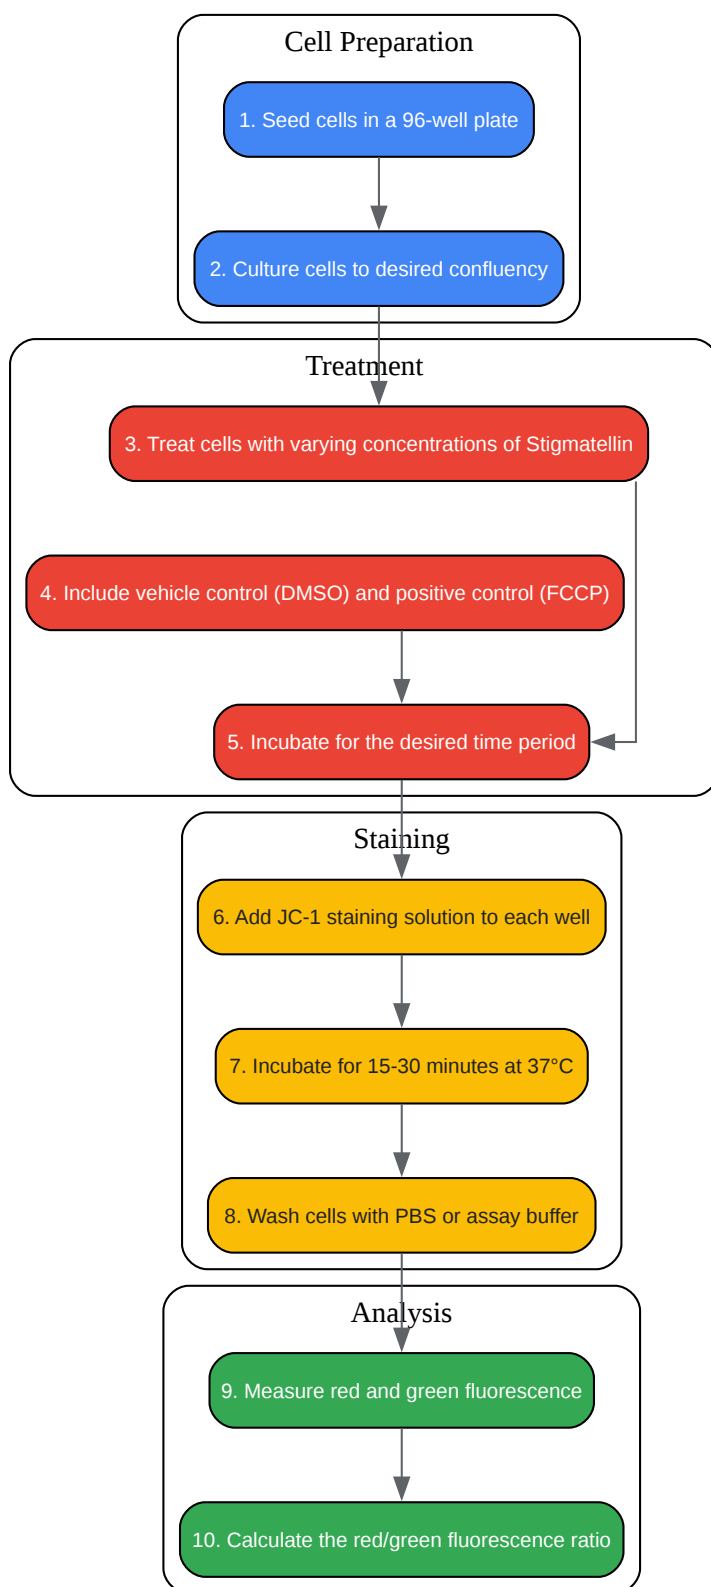 Cell Preparation
1. Seed cells in a 96-well plate
2. Culture cells to desired confluency
Treatment
3. Treat cells with varying concentrations of Stigmatellin
4. Include vehicle control (DMSO) and positive control (FCCP)
5. Incubate for the desired time period
Staining
6. Add JC-1 staining solution to each well
7. Incubate for 15-30 minutes at 37°C
8. Wash cells with PBS or assay buffer
Analysis
9. Measure red and green fluorescence
10. Calculate the red/green fluorescence ratio